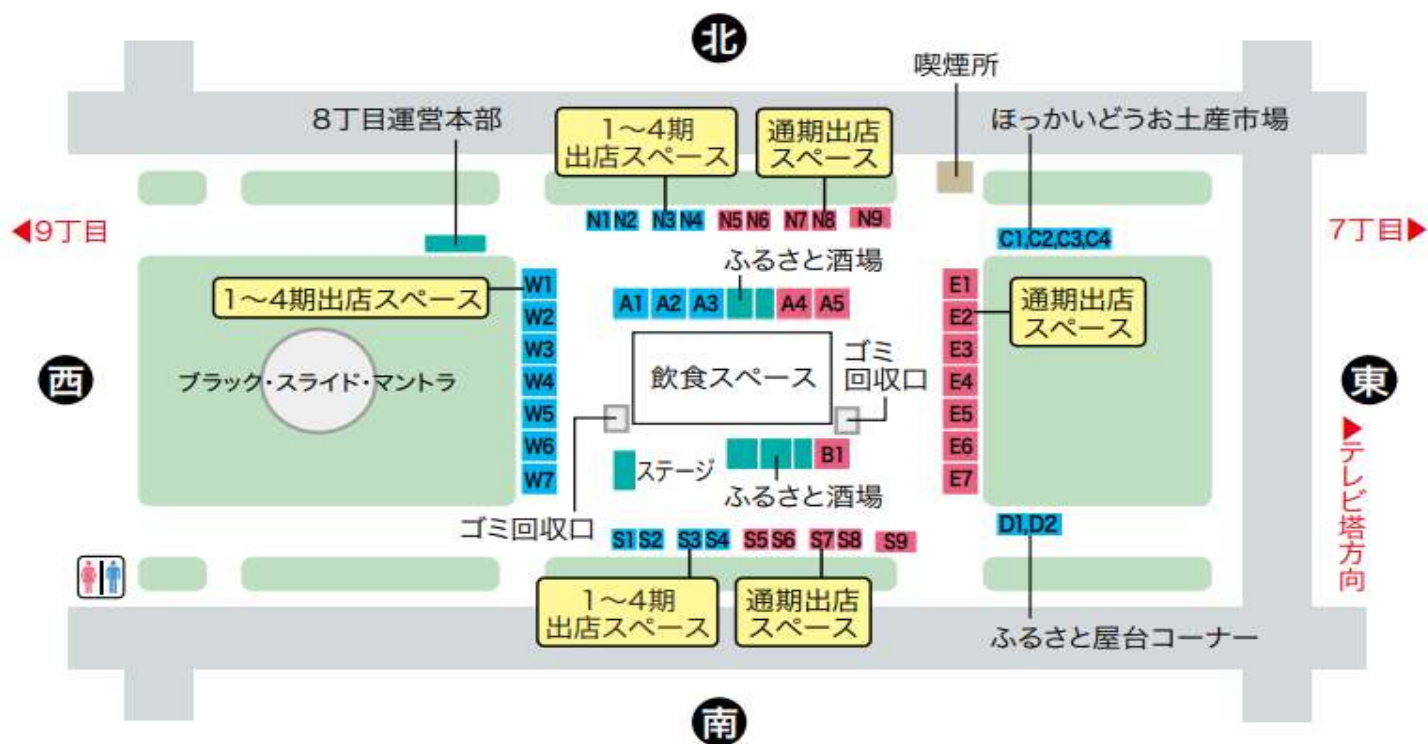 北
喫煙所
8丁目運営本部
1〜4期
出店スペース
通期出店
スペース
ほっかいどうお土産市場
◀9丁目
N1 N2 N3 N4 N5 N6 N7 N8 N9
7丁目▶
C1,C2,C3,C4
ふるさと酒場
1〜4期出店スペース
W1
W2
W3
W4
W5
W6
W7
A1 A2 A3 A4 A5
E1
E2
E3
E4
E5
E6
E7
通期出店
スペース
西
ブラック・スライド・マントラ
飲食スペース
ゴミ
回収口
東
▶テレビ塔方向
ステージ
B1
ふるさと酒場
ゴミ回収口
S1 S2 S3 S4 S5 S6 S7 S8 S9
D1,D2
1〜4期
出店スペース
通期出店
スペース
ふるさと屋台コーナー
南